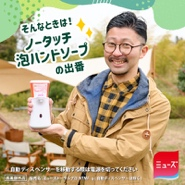 そんなときは!
ノータッチ
泡ハンドソープ
の出番
ミューズ
自動ディスペンサーを移動する際は電源を切ってください